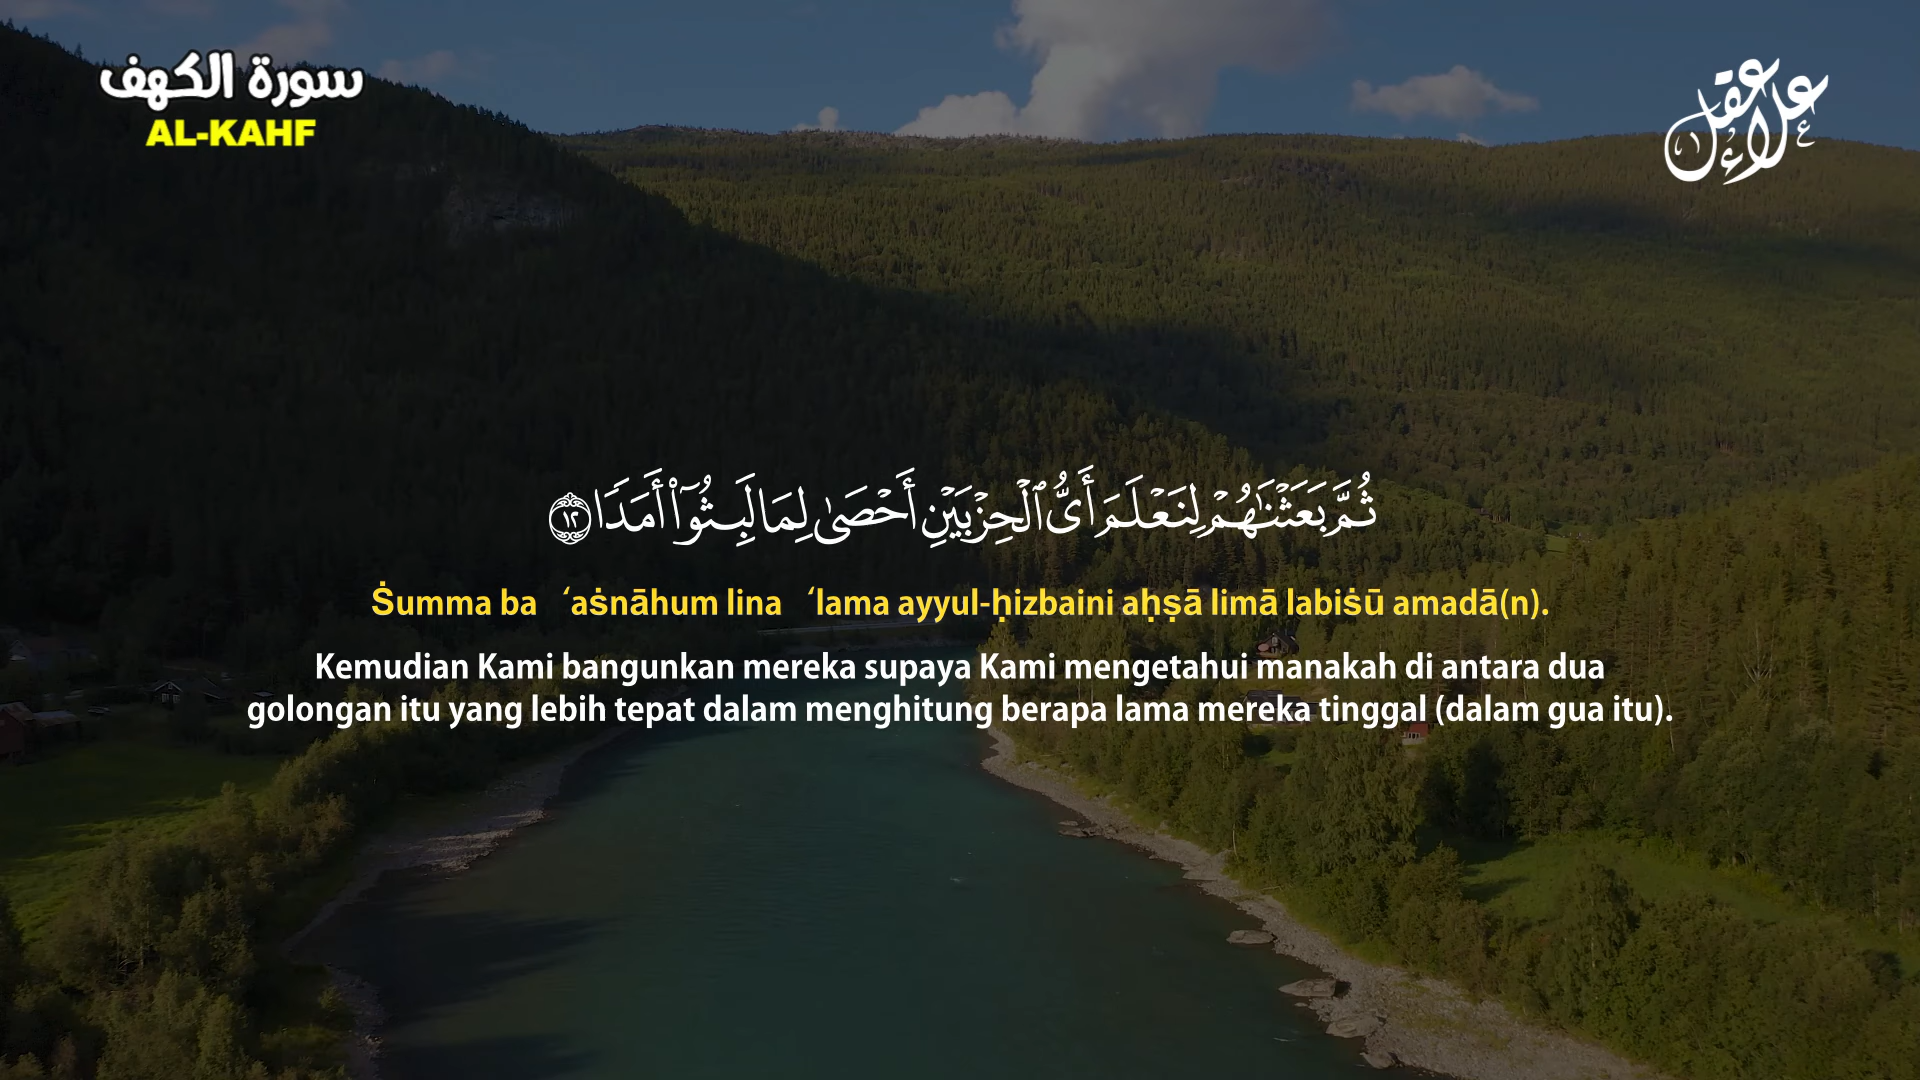 سورة الكهف
AL-KAHF
علاء عقل
ثُمَّ بَعَثْنَٰهُمْ لِنَعْلَمَ أَىُّ ٱلْحِزْبَيْنِ أَحْصَىٰ لِمَا لَبِثُوٓا۟ أَمَدًا ١٢
Ṡumma ba‘aṡnāhum lina‘lama ayyul-ḥizbaini aḥṣā limā labiṡū amadā(n).
Kemudian Kami bangunkan mereka supaya Kami mengetahui manakah di antara dua
golongan itu yang lebih tepat dalam menghitung berapa lama mereka tinggal (dalam gua itu).